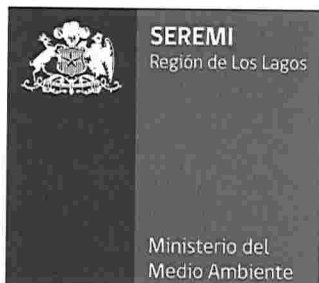 SEREMI
Región de Los Lagos
Ministerio del
Medio Ambiente